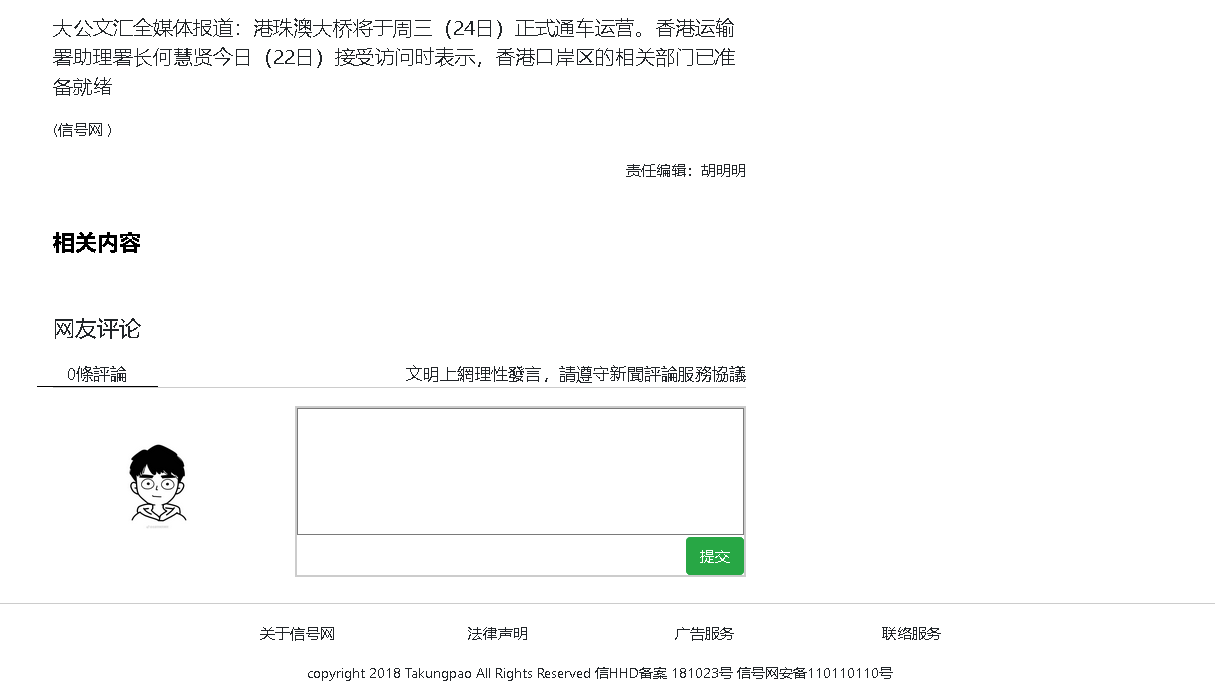 大公文汇全媒体报道：港珠澳大桥将于周三（24日）正式通车运营。香港运输
署助理署长何慧贤今日（22日）接受访问时表示，香港口岸区的相关部门已准
备就绪
(信号网 )
责任编辑：胡明明
相关内容
网友评论
0條評論
文明上網理性發言，請遵守新聞評論服務協議
提交
关于信号网 法律声明 广告服务 联络服务
copyright 2018 Takungpao All Rights Reserved 信HHD备案 181023号 信号网安备110110110号